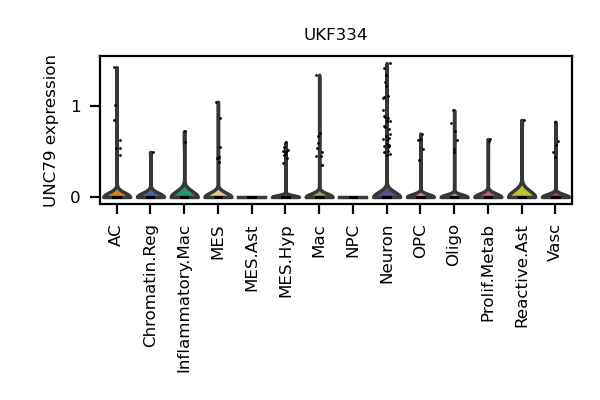 UKF334
UNC79 expression
1
0
AC
Chromatin.Reg
Inflammatory.Mac
MES
MES.Ast
MES.Hyp
Mac
NPC
Neuron
OPC
Oligo
Prolif.Metab
Reactive.Ast
Vasc